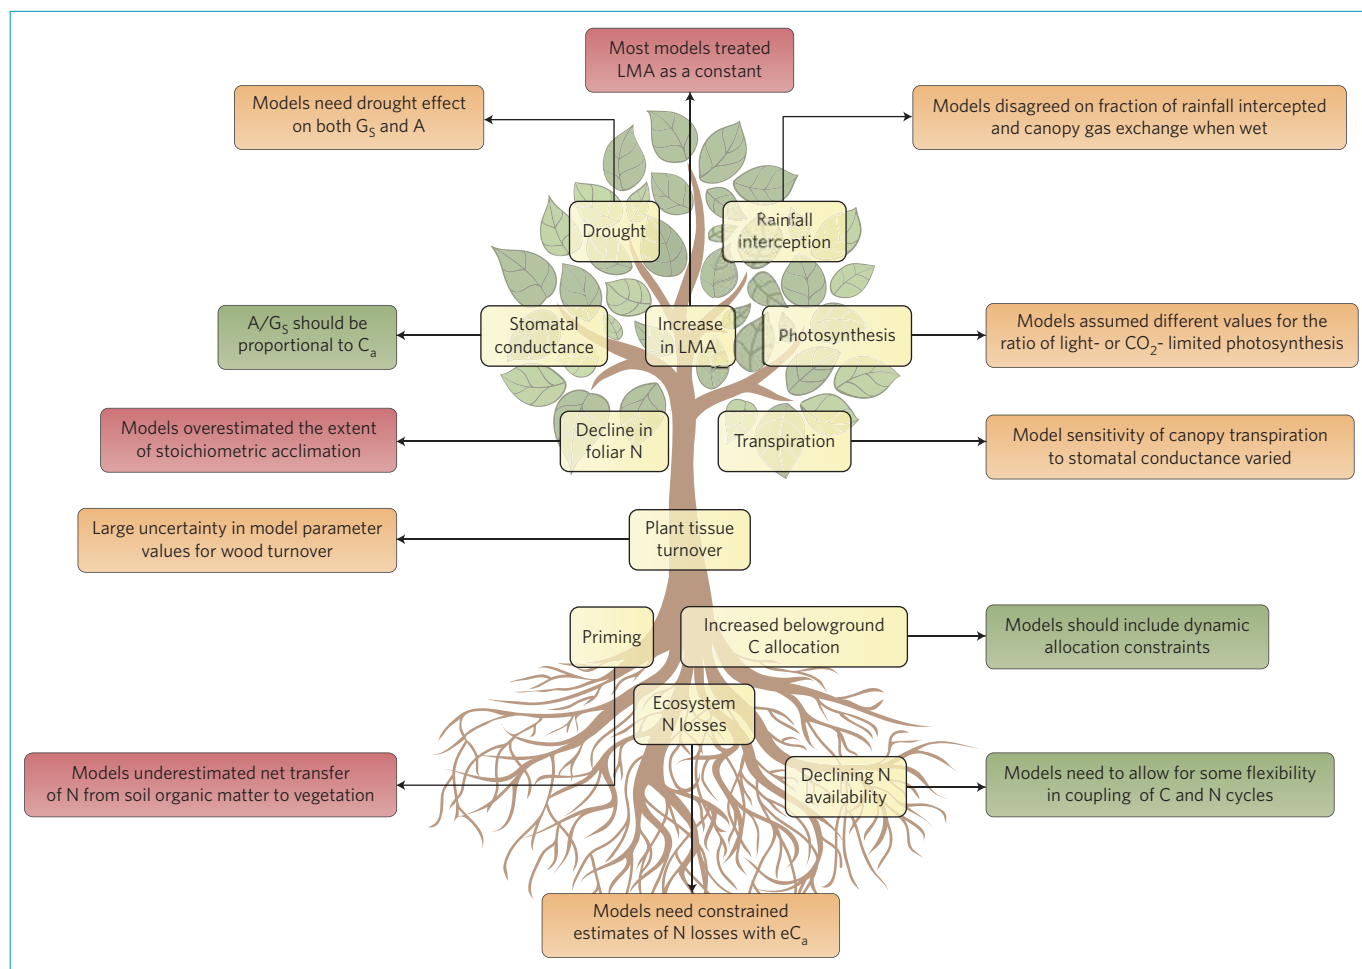 Most models treated
LMA as a constant
Models need drought effect
on both G_S and A
Models disagreed on fraction of rainfall intercepted
and canopy gas exchange when wet
Drought
Rainfall
interception
A/G_S should be
proportional to C_a
Stomatal
conductance
Increase
in LMA
Photosynthesis
Models assumed different values for the
ratio of light- or CO₂- limited photosynthesis
Models overestimated the extent
of stoichiometric acclimation
Decline in
foliar N
Transpiration
Model sensitivity of canopy transpiration
to stomatal conductance varied
Large uncertainty in model parameter
values for wood turnover
Plant tissue
turnover
Priming
Increased belowground
C allocation
Models should include dynamic
allocation constraints
Ecosystem
N losses
Models underestimated net transfer
of N from soil organic matter to vegetation
Declining N
availability
Models need to allow for some flexibility
in coupling of C and N cycles
Models need constrained
estimates of N losses with eC_a